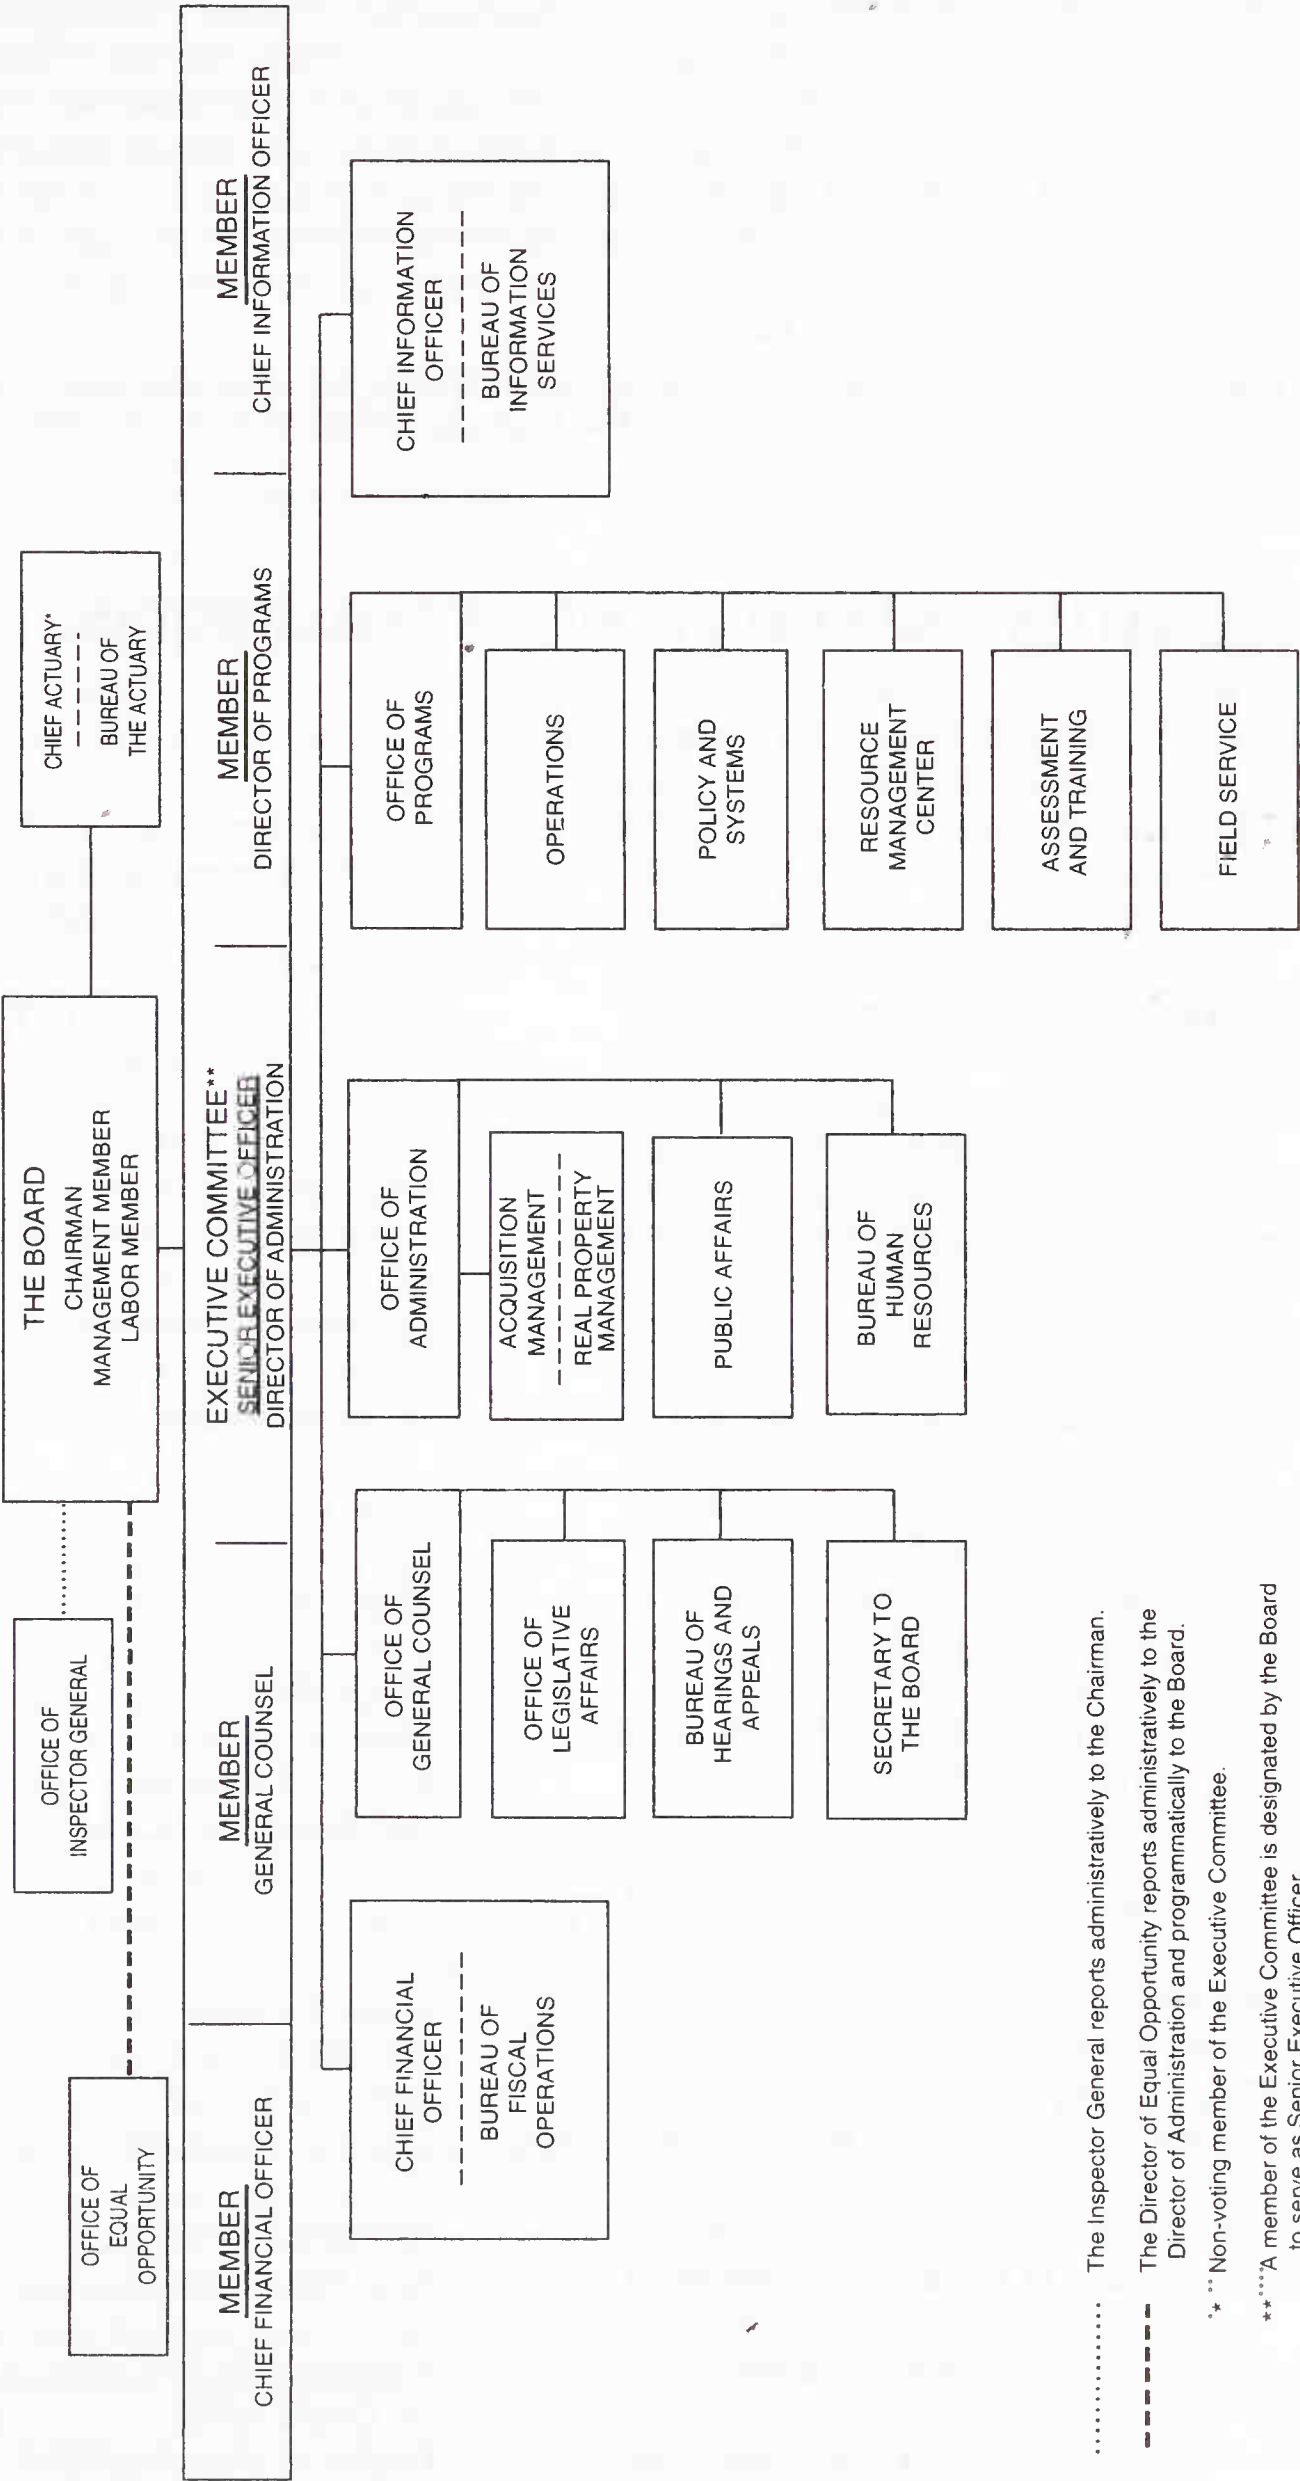 THE BOARD
CHAIRMAN
MANAGEMENT MEMBER
LABOR MEMBER
OFFICE OF
EQUAL
OPPORTUNITY
OFFICE OF
INSPECTOR GENERAL
CHIEF ACTUARY*
BUREAU OF
THE ACTUARY
MEMBER
CHIEF FINANCIAL OFFICER
MEMBER
GENERAL COUNSEL
EXECUTIVE COMMITTEE**
SENIOR EXECUTIVE OFFICER
DIRECTOR OF ADMINISTRATION
MEMBER
DIRECTOR OF PROGRAMS
MEMBER
CHIEF INFORMATION OFFICER
CHIEF FINANCIAL
OFFICER
BUREAU OF
FISCAL
OPERATIONS
OFFICE OF
GENERAL COUNSEL
OFFICE OF
LEGISLATIVE
AFFAIRS
BUREAU OF
HEARINGS AND
APPEALS
SECRETARY TO
THE BOARD
OFFICE OF
ADMINISTRATION
ACQUISITION
MANAGEMENT
REAL PROPERTY
MANAGEMENT
PUBLIC AFFAIRS
BUREAU OF
HUMAN
RESOURCES
OFFICE OF
PROGRAMS
OPERATIONS
POLICY AND
SYSTEMS
RESOURCE
MANAGEMENT
CENTER
ASSESSMENT
AND TRAINING
FIELD SERVICE
CHIEF INFORMATION
OFFICER
BUREAU OF
INFORMATION
SERVICES
The Inspector General reports administratively to the Chairman.
The Director of Equal Opportunity reports administratively to the
Director of Administration and programmatically to the Board.
* Non-voting member of the Executive Committee.
** A member of the Executive Committee is designated by the Board
to serve as Senior Executive Officer